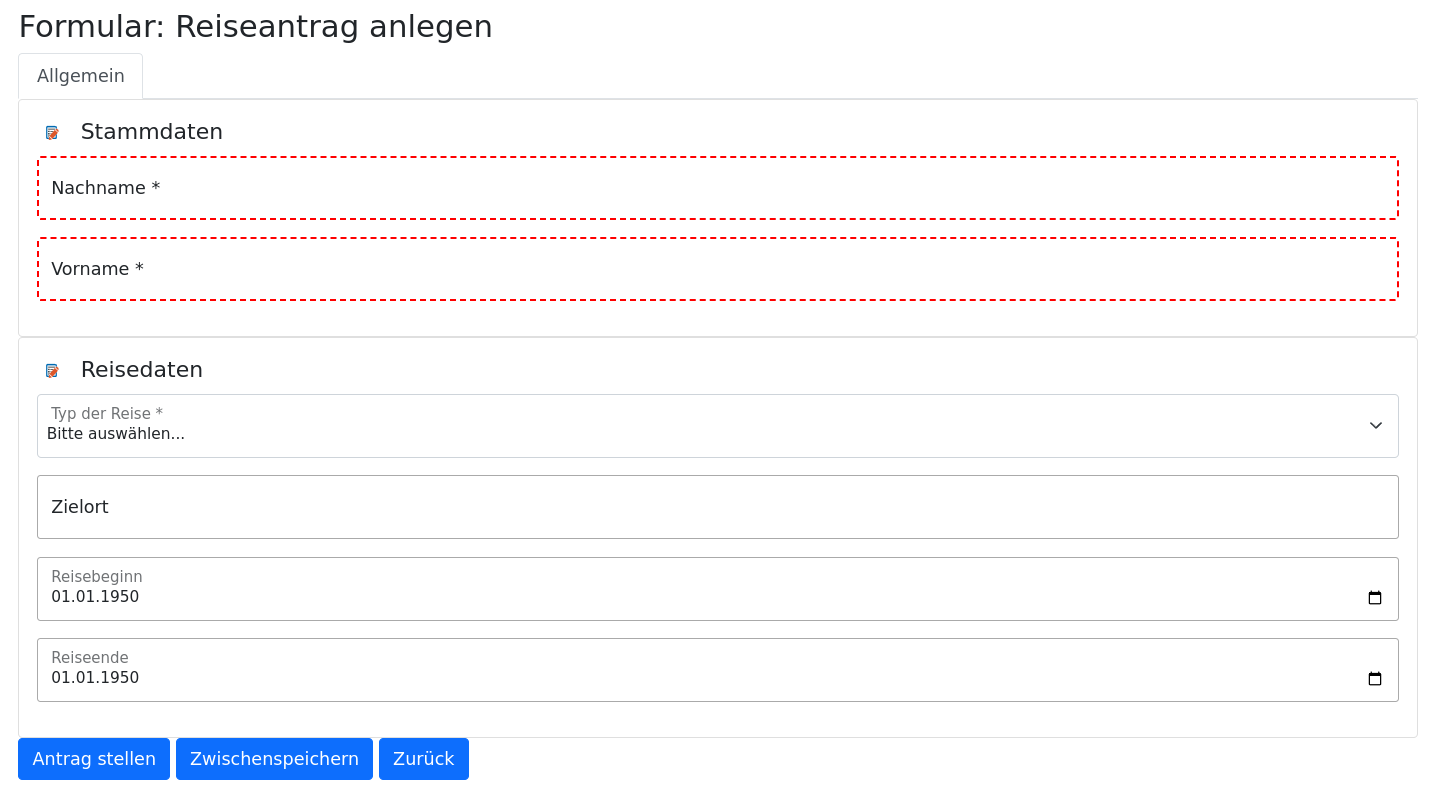 Formular: Reiseantrag anlegen
Allgemein
Stammdaten
Nachname *
Vorname *
Reisedaten
Typ der Reise *
Bitte auswählen...
Zielort
Reisebeginn
01.01.1950
Reiseende
01.01.1950
Antrag stellen Zwischenspeichern Zurück